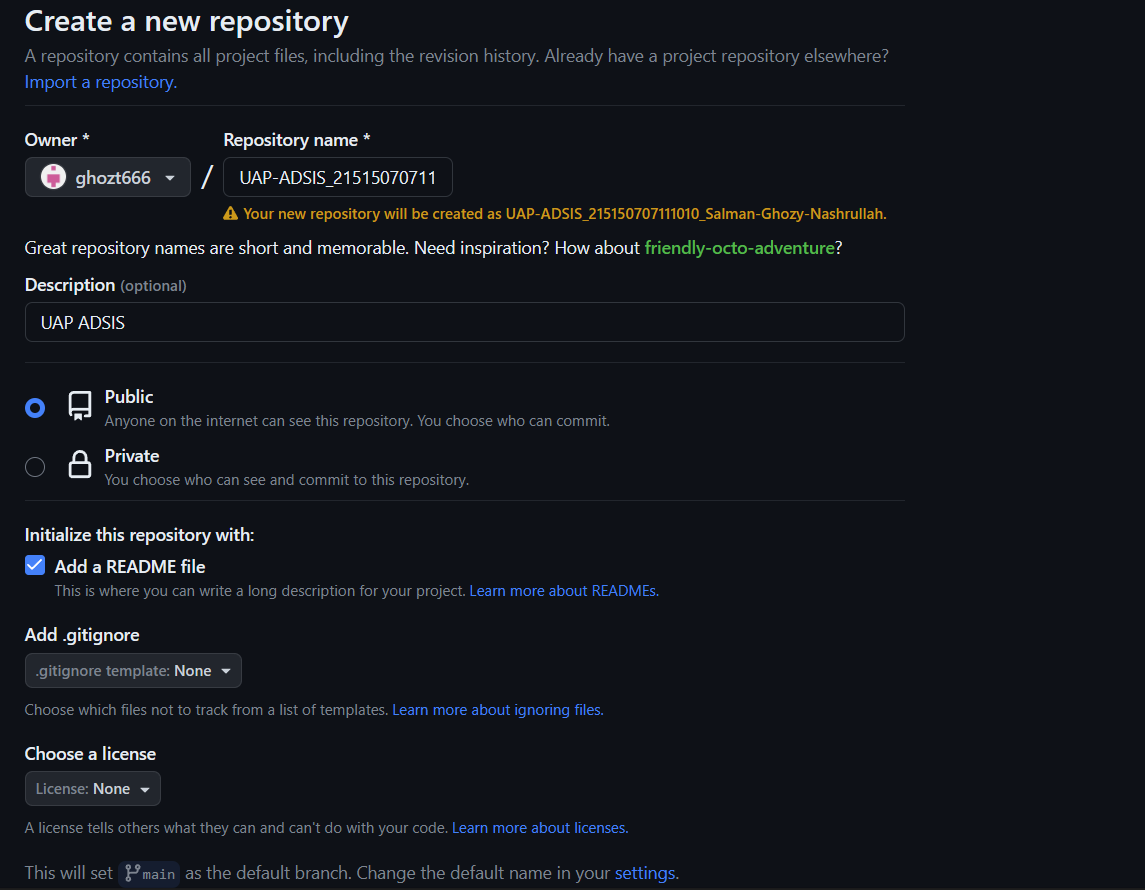 Create a new repository
A repository contains all project files, including the revision history. Already have a project repository elsewhere?
Import a repository.
Owner *
Repository name *
ghozt666
/
UAP-ADSIS_21515070711
Your new repository will be created as UAP-ADSIS_215150707111010_Salman-Ghozy-Nashrullah.
Great repository names are short and memorable. Need inspiration? How about friendly-octo-adventure?
Description (optional)
UAP ADSIS
Public
Anyone on the internet can see this repository. You choose who can commit.
Private
You choose who can see and commit to this repository.
Initialize this repository with:
Add a README file
This is where you can write a long description for your project. Learn more about READMEs.
Add .gitignore
.gitignore template: None
Choose which files not to track from a list of templates. Learn more about ignoring files.
Choose a license
License: None
A license tells others what they can and can't do with your code. Learn more about licenses.
This will set main as the default branch. Change the default name in your settings.